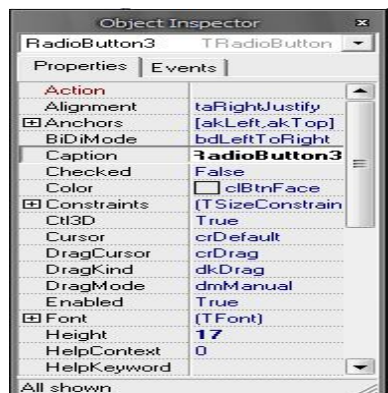 Object Inspector
RadioButton3 TRadioButton
Properties Events
Action
Alignment taRightJustify
Anchors [akLeft,akTop]
BiDiMode bdLeftToRight
Caption RadioButton3
Checked False
Color clBtnFace
Constraints (TSizeConstrain
Ctl3D True
Cursor crDefault
DragCursor crDrag
DragKind dkDrag
DragMode dmManual
Enabled True
Font (TFont)
Height 17
HelpContext 0
HelpKeyword
All shown